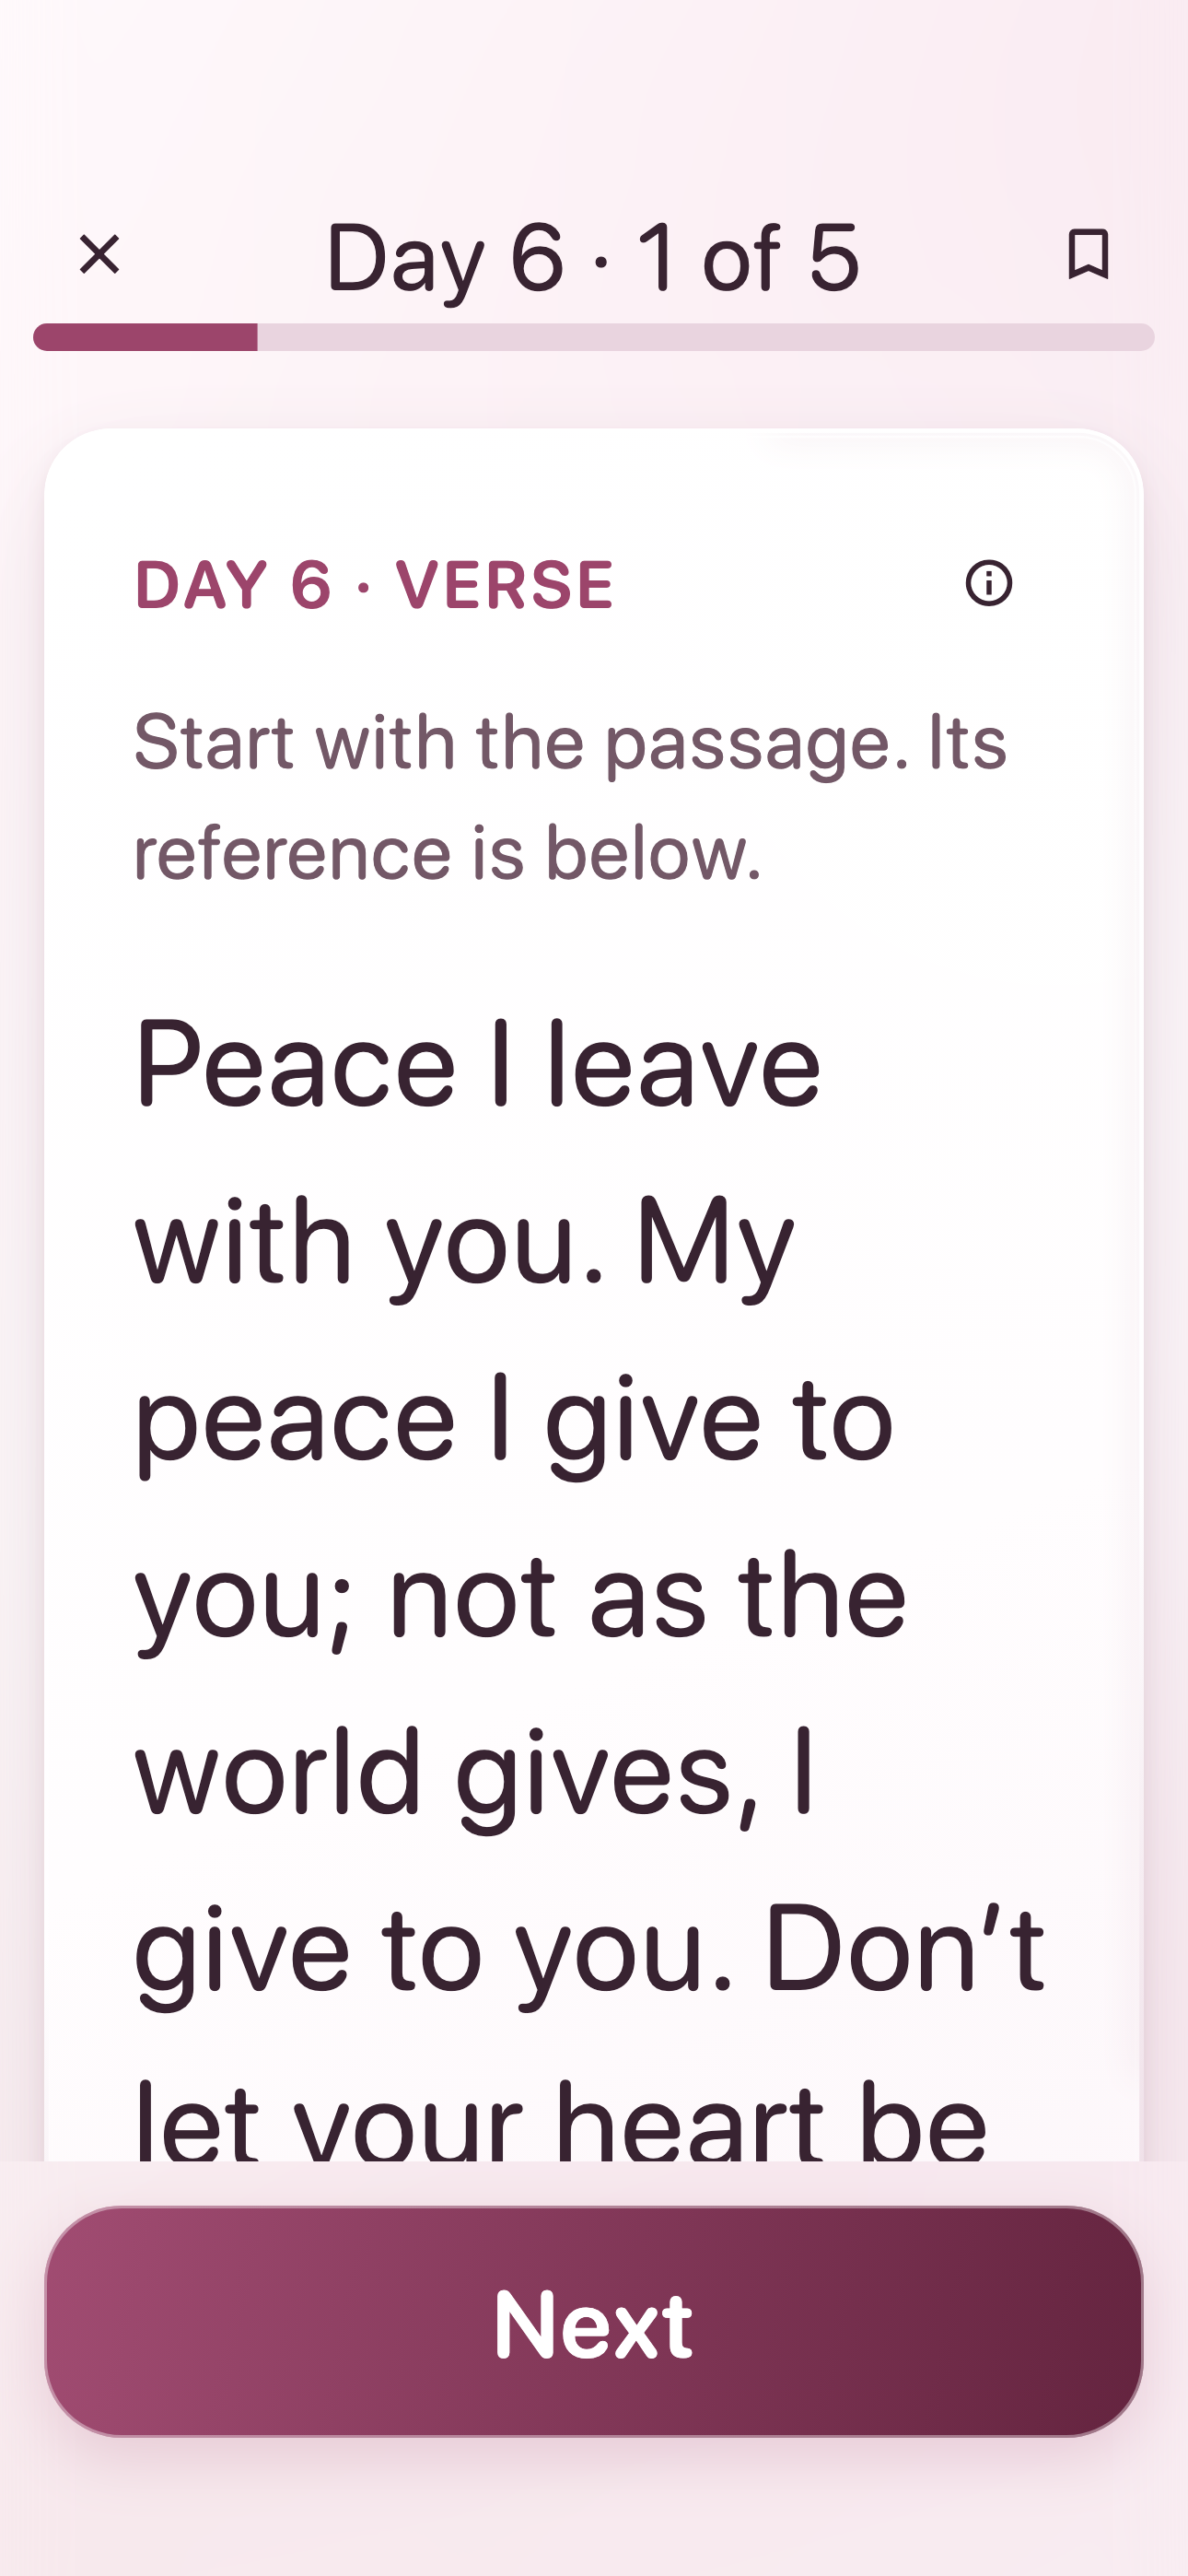 Day 6 · 1 of 5
DAY 6 · VERSE
Start with the passage. Its
reference is below.
Peace I leave
with you. My
peace I give to
you; not as the
world gives, I
give to you. Don’t
let your heart be
Next